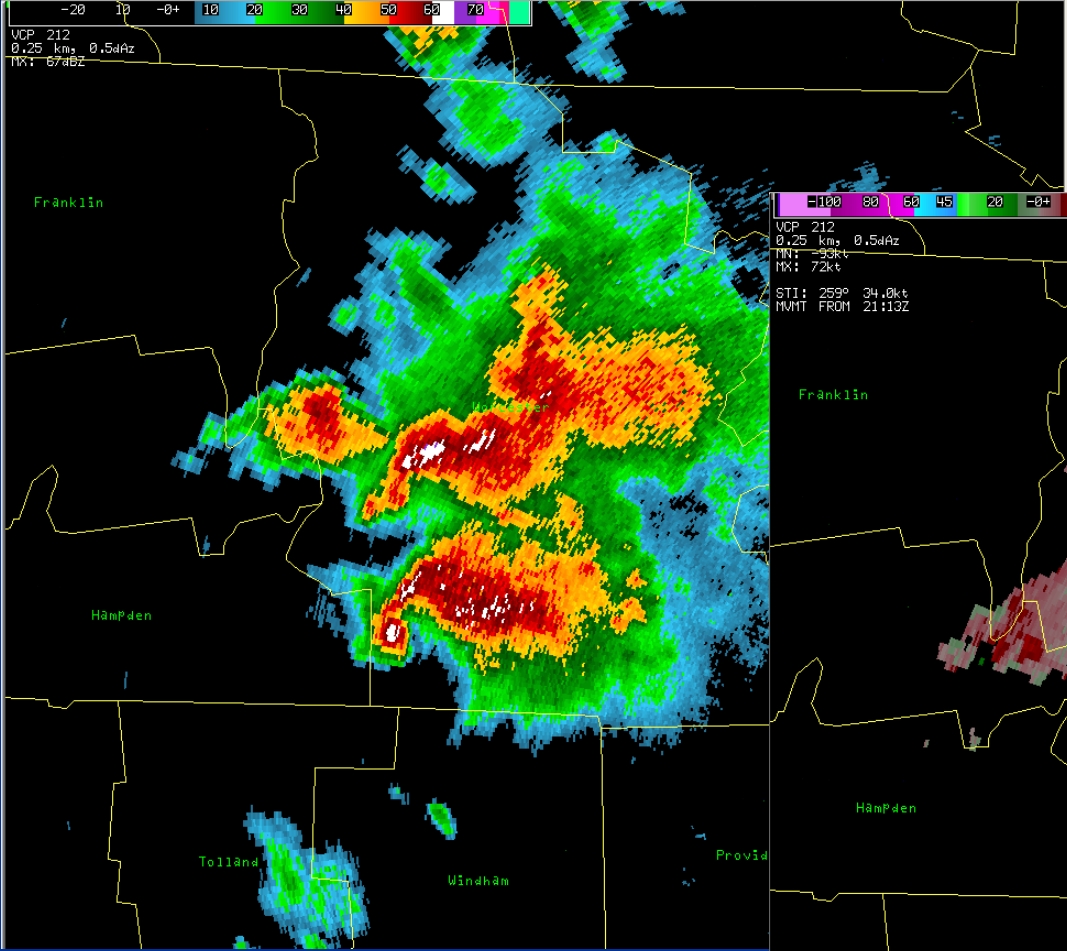 -20 10 -0+ 10 20 30 40 50 60 70
VCP 212
0.25 km, 0.5dAz
MX: 67dBZ
Franklin
-100 80 60 45 20 -0+
VCP 212
0.25 km, 0.5dAz
MN: -93kt
MX: 72kt
STI: 259° 34.0kt
MVMT FROM 21:13Z
Franklin
Worcester
Hampden
Hampden
Tolland
Windham
Provid